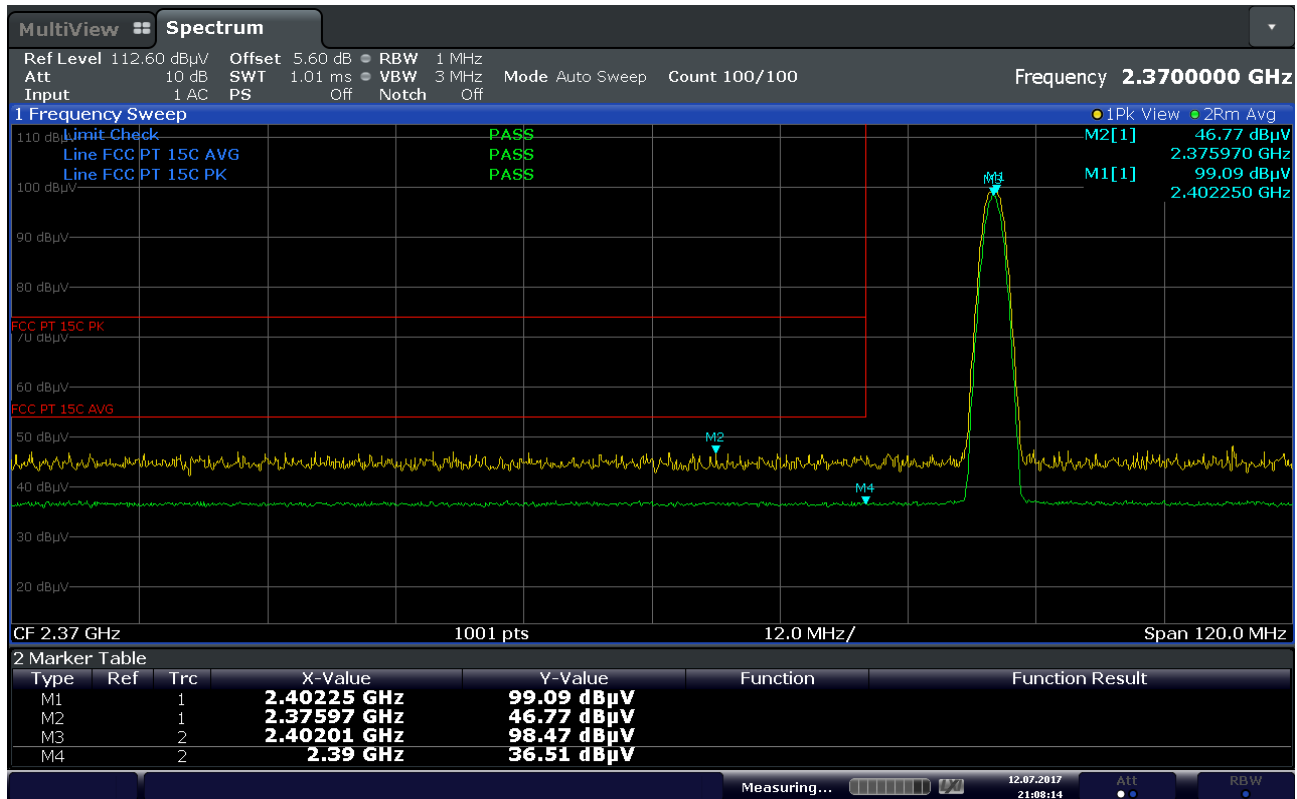 MultiView Spectrum
Ref Level 112.60 dBµV Offset 5.60 dB RBW 1 MHz
Att 10 dB SWT 1.01 ms VBW 3 MHz Mode Auto Sweep Count 100/100 Frequency 2.3700000 GHz
Input 1 AC PS Off Notch Off
1 Frequency Sweep 1Pk View 2Rm Avg
110 dBµV Limit Check PASS M2[1] 46.77 dBµV
Line FCC PT 15C AVG PASS 2.375970 GHz
Line FCC PT 15C PK PASS M1[1] 99.09 dBµV
100 dBµV M3 M1 2.402250 GHz
90 dBµV
80 dBµV
FCC PT 15C PK
70 dBµV
60 dBµV
FCC PT 15C AVG
50 dBµV M2
40 dBµV M4
30 dBµV
20 dBµV
CF 2.37 GHz 1001 pts 12.0 MHz/ Span 120.0 MHz
2 Marker Table
Type Ref Trc X-Value Y-Value Function Function Result
M1 1 2.40225 GHz 99.09 dBµV
M2 1 2.37597 GHz 46.77 dBµV
M3 2 2.40201 GHz 98.47 dBµV
M4 2 2.39 GHz 36.51 dBµV
Measuring... 12.07.2017 Att RBW
21:08:14